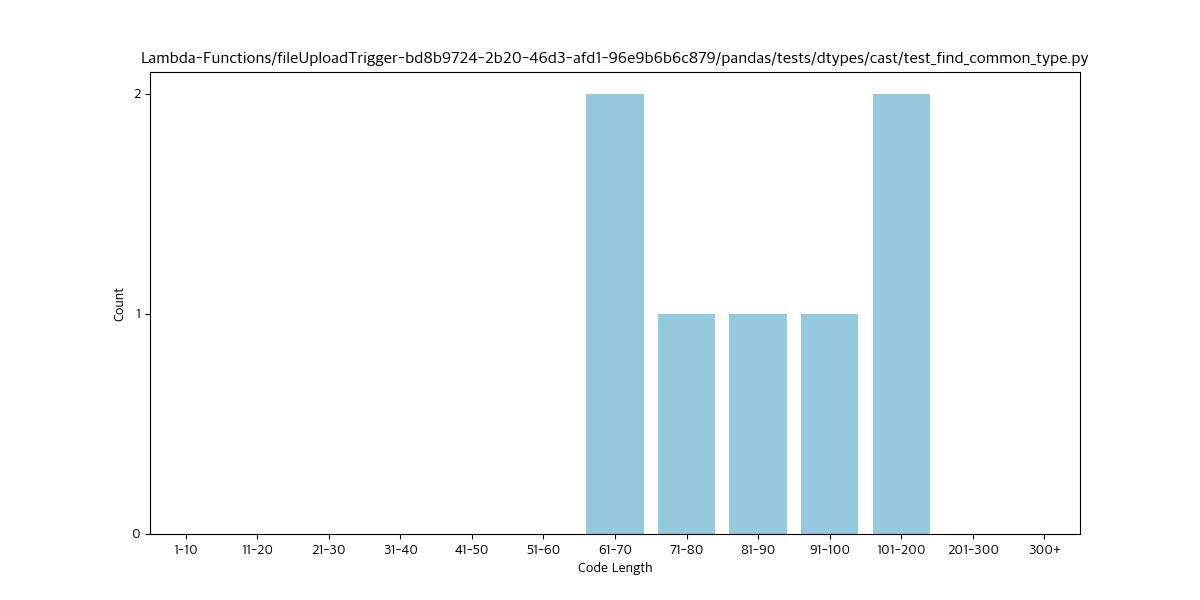 Lambda-Functions/fileUploadTrigger-bd8b9724-2b20-46d3-afd1-96e9b6b6c879/pandas/tests/dtypes/cast/test_find_common_type.py
2
1
0
Count
1-10 11-20 21-30 31-40 41-50 51-60 61-70 71-80 81-90 91-100 101-200 201-300 300+
Code Length